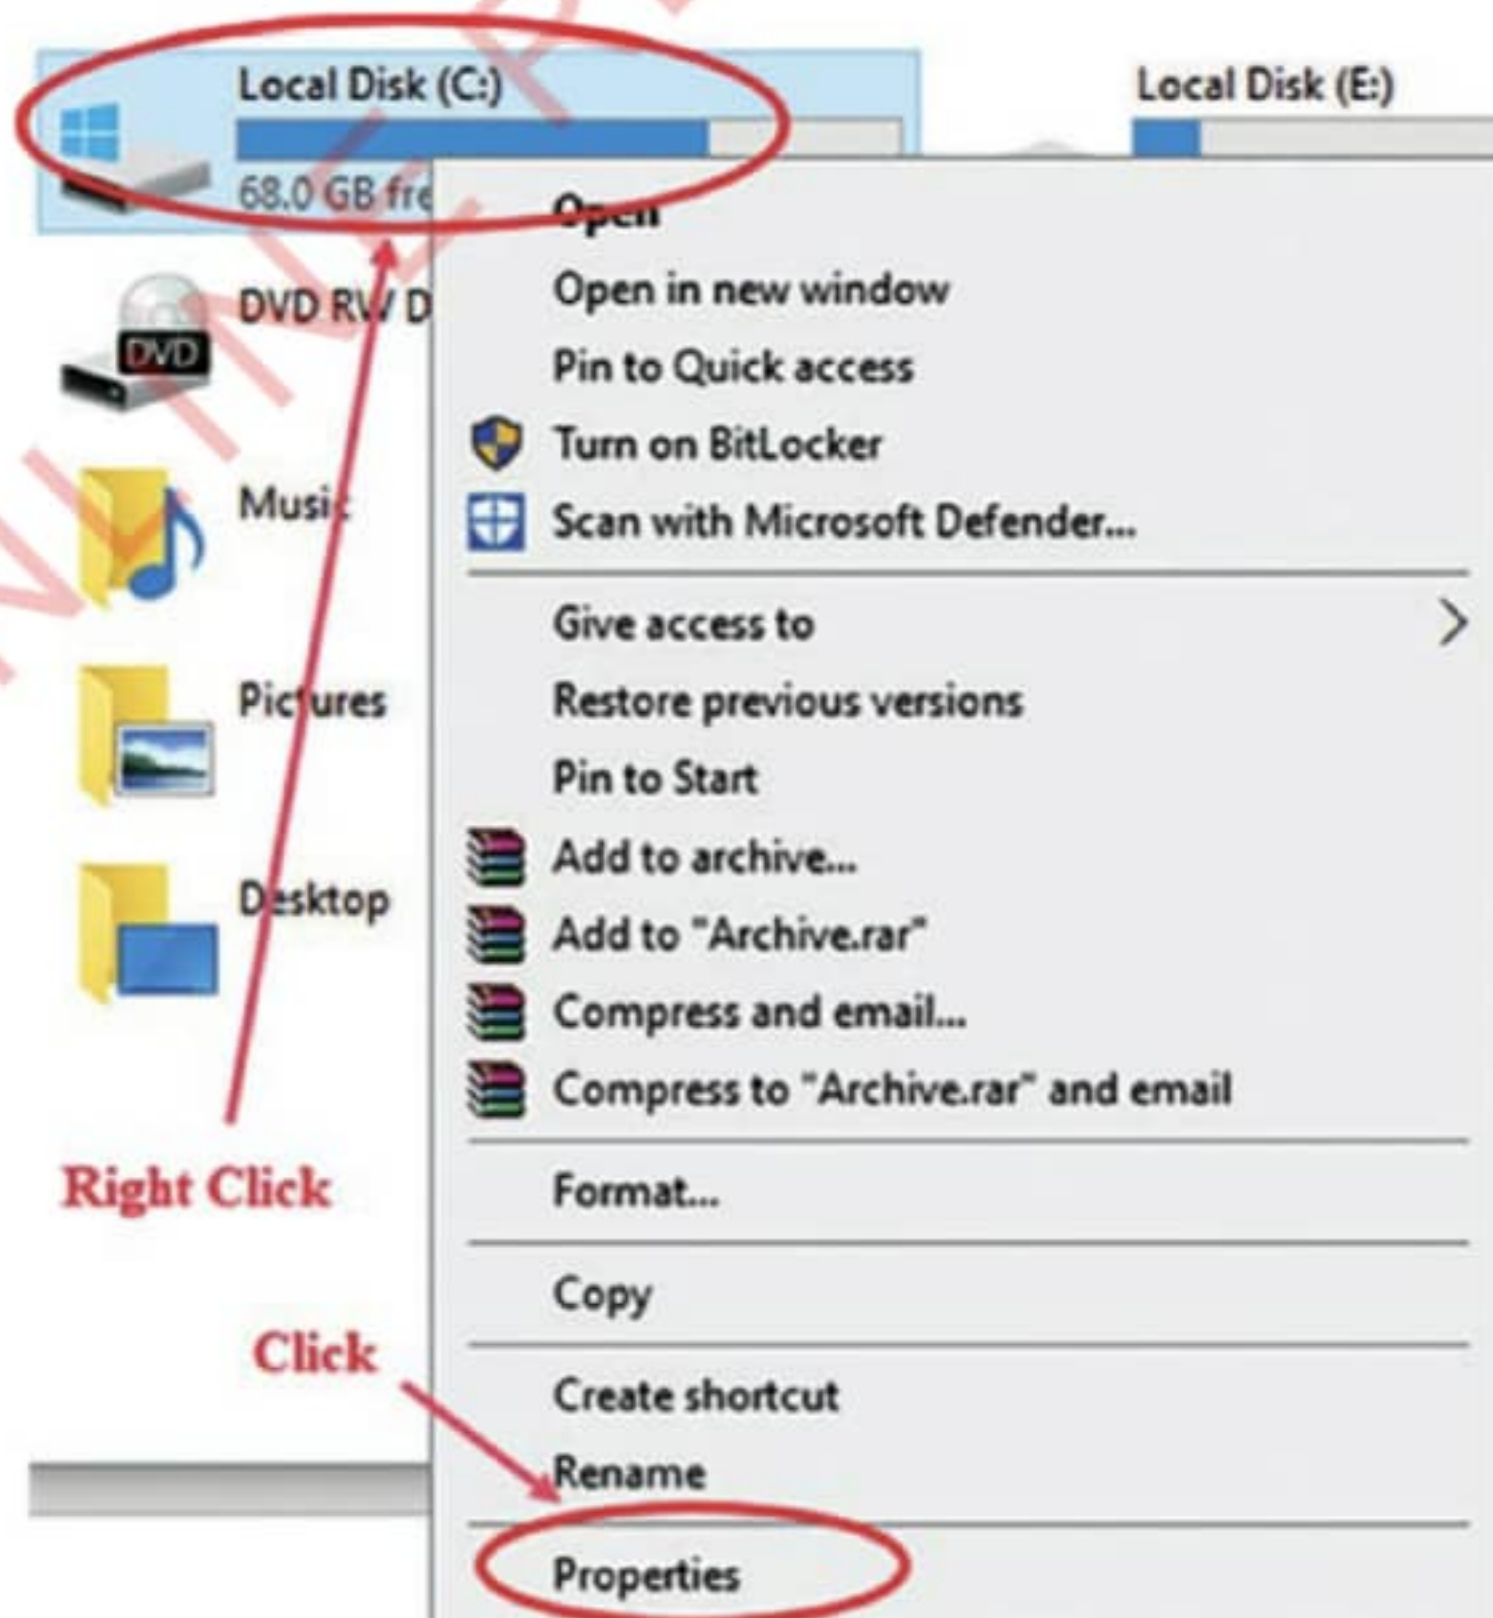 Local Disk (C:)
68.0 GB fre
Local Disk (E:)
DVD RW D
DVD
Music
Pictures
Desktop
Right Click
Click
Open
Open in new window
Pin to Quick access
Turn on BitLocker
Scan with Microsoft Defender...
Give access to
Restore previous versions
Pin to Start
Add to archive...
Add to "Archive.rar"
Compress and email...
Compress to "Archive.rar" and email
Format...
Copy
Create shortcut
Rename
Properties